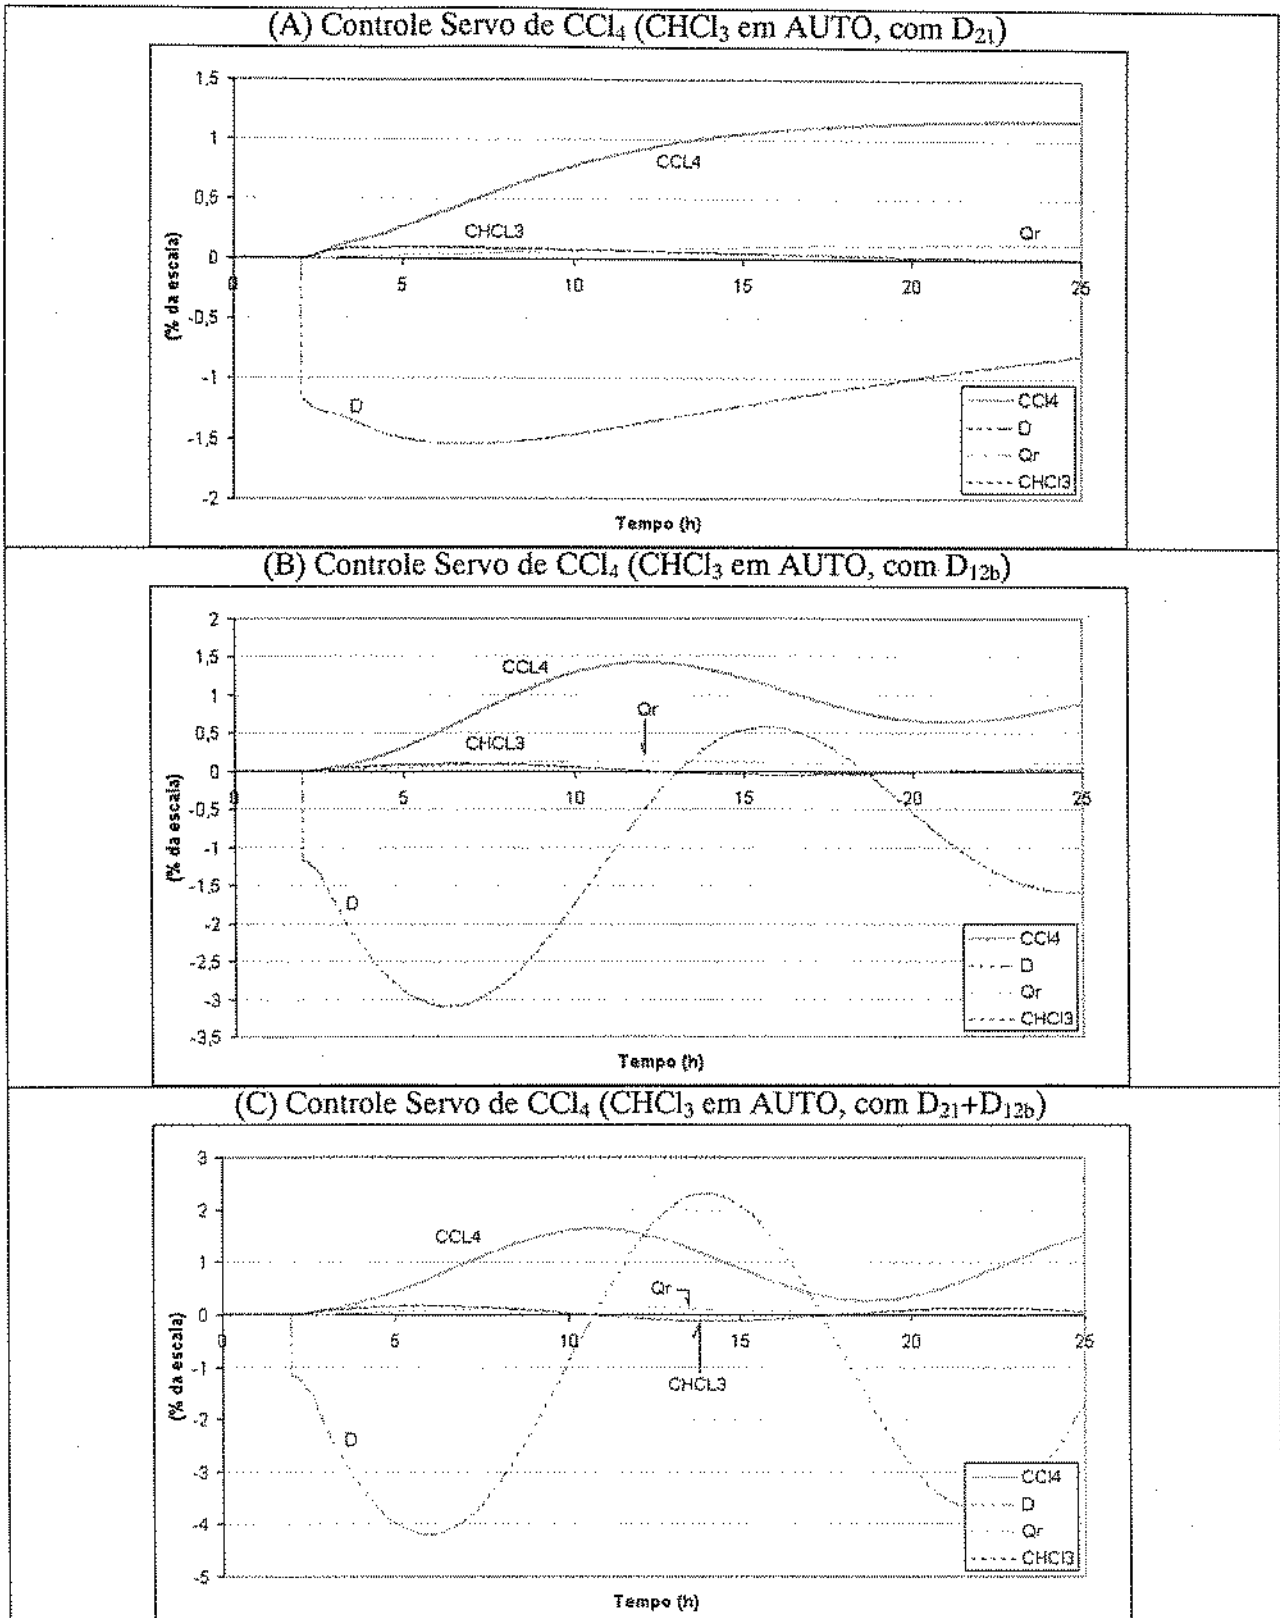 (A) Controle Servo de CCl₄ (CHCl₃ em AUTO, com D₂₁)
1,5
1
0,5
0
-0,5
-1
-1,5
-2
(% da escala)
CCL4
CHCL3
Qr
D
0 5 10 15 20 25
CCl4
D
Qr
CHCl3
Tempo (h)
(B) Controle Servo de CCl₄ (CHCl₃ em AUTO, com D₁₂b)
2
1,5
1
0,5
0
-0,5
-1
-1,5
-2
-2,5
-3
-3,5
(% da escala)
CCL4
Qr
CHCL3
D
0 5 10 15 20 25
CCl4
D
Qr
CHCl3
Tempo (h)
(C) Controle Servo de CCl₄ (CHCl₃ em AUTO, com D₂₁+D₁₂b)
3
2
1
0
-1
-2
-3
-4
-5
(% da escala)
CCL4
Qr
CHCL3
D
0 5 10 15 20 25
CCl4
D
Qr
CHCl3
Tempo (h)